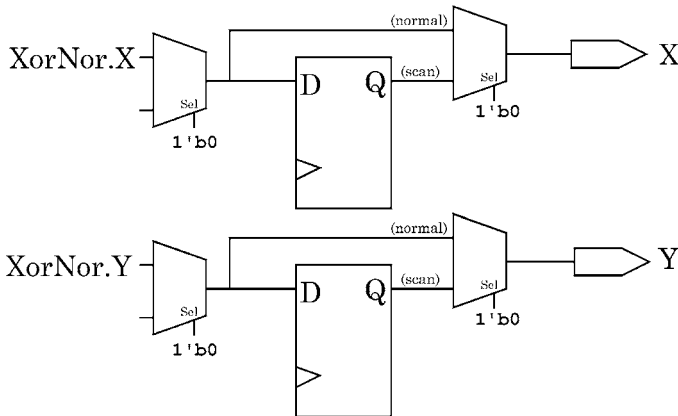 (normal)
XorNor.X
X
D Q (scan)
Sel
1'b0
Sel
1'b0
(normal)
XorNor.Y
Y
D Q (scan)
Sel
1'b0
Sel
1'b0